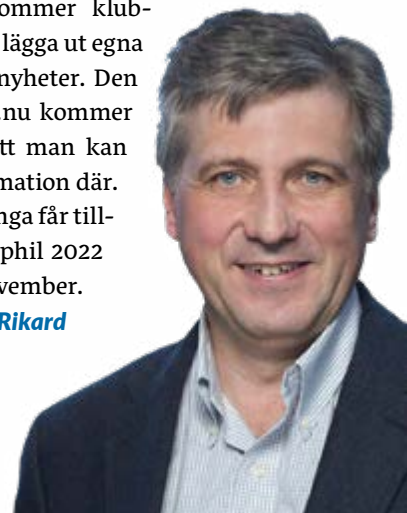 ommer klub-
lägga ut egna
nyheter. Den
.nu kommer
tt man kan
mation där.
nga får till-
phil 2022
vember.
Rikard